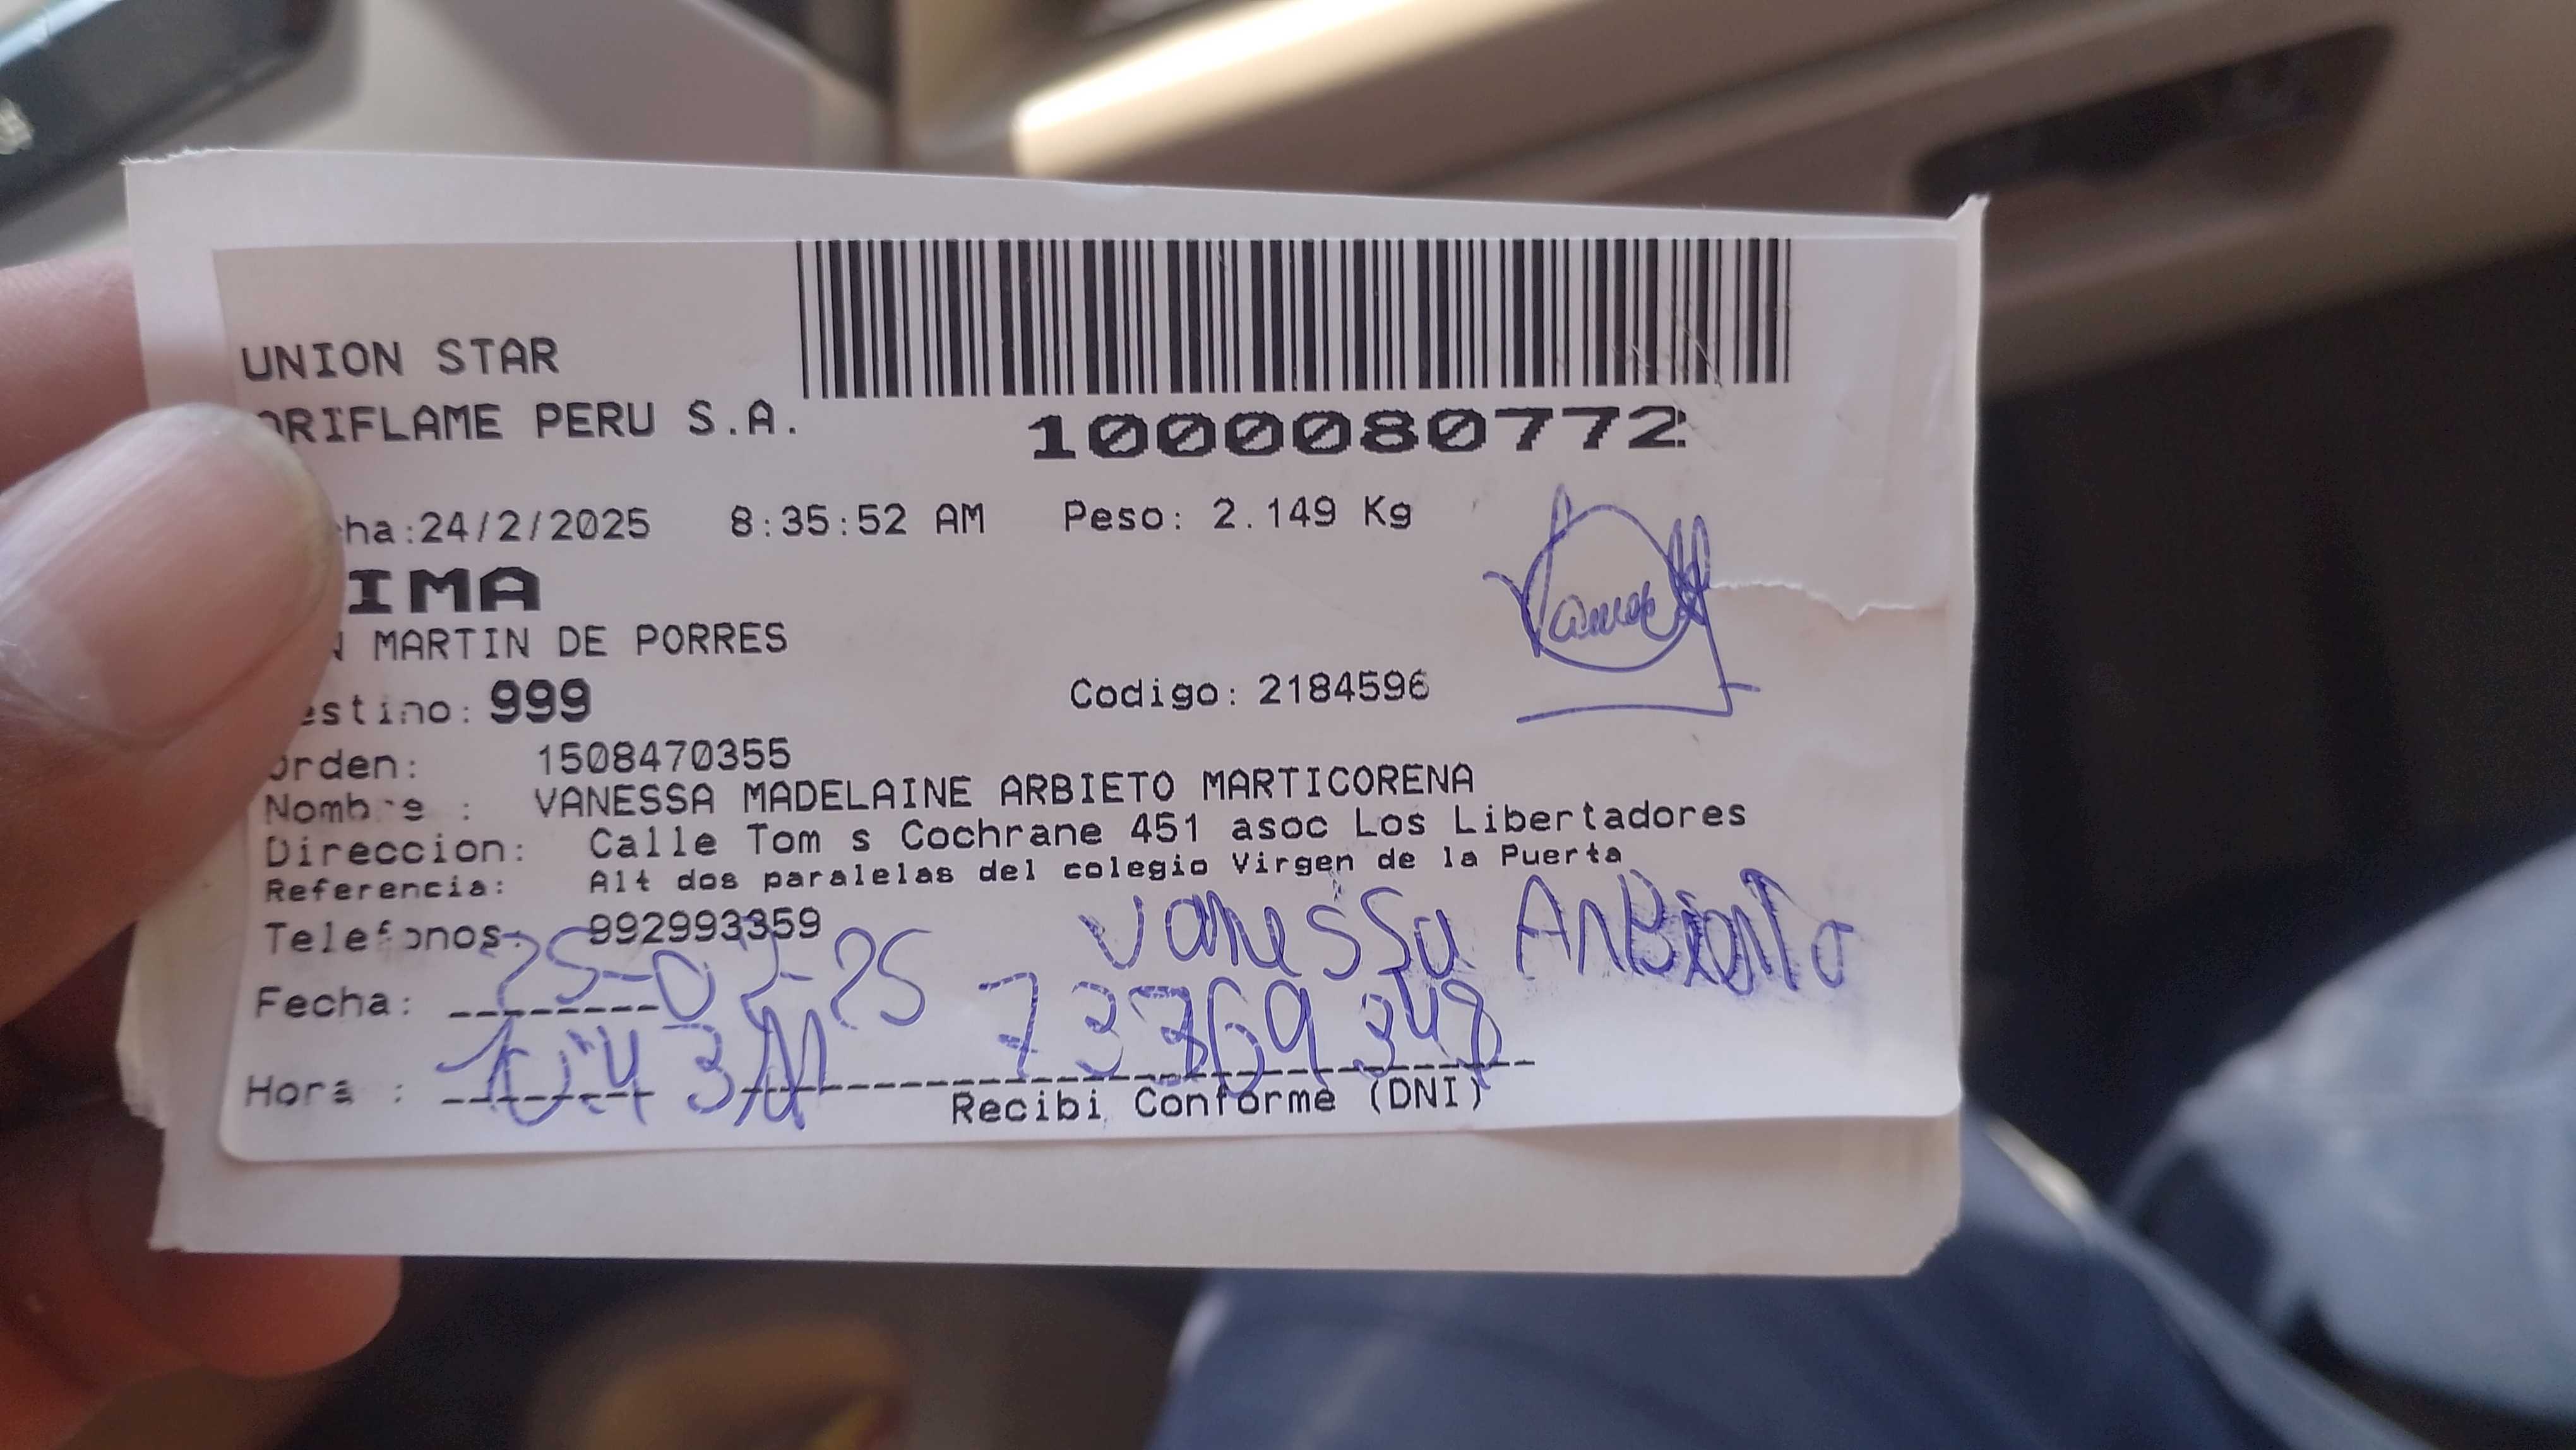 UNION STAR
ORIFLAME PERU S.A.
1000080772
cha:24/2/2025 8:35:52 AM Peso: 2.149 Kg
IMA
N MARTIN DE PORRES
estino: 999 Codigo: 2184596
Orden: 1508470355
Nombre : VANESSA MADELAINE ARBIETO MARTICORENA
Direccion: Calle Tom s Cochrane 451 asoc Los Libertadores
Referencia: Alt dos paralelas del colegio Virgen de la Puerta
Telefonos: 992993359
Vanessa Arbieto
Fecha: 25-02-25 73769348
Hora :
Recibi Conforme (DNI)